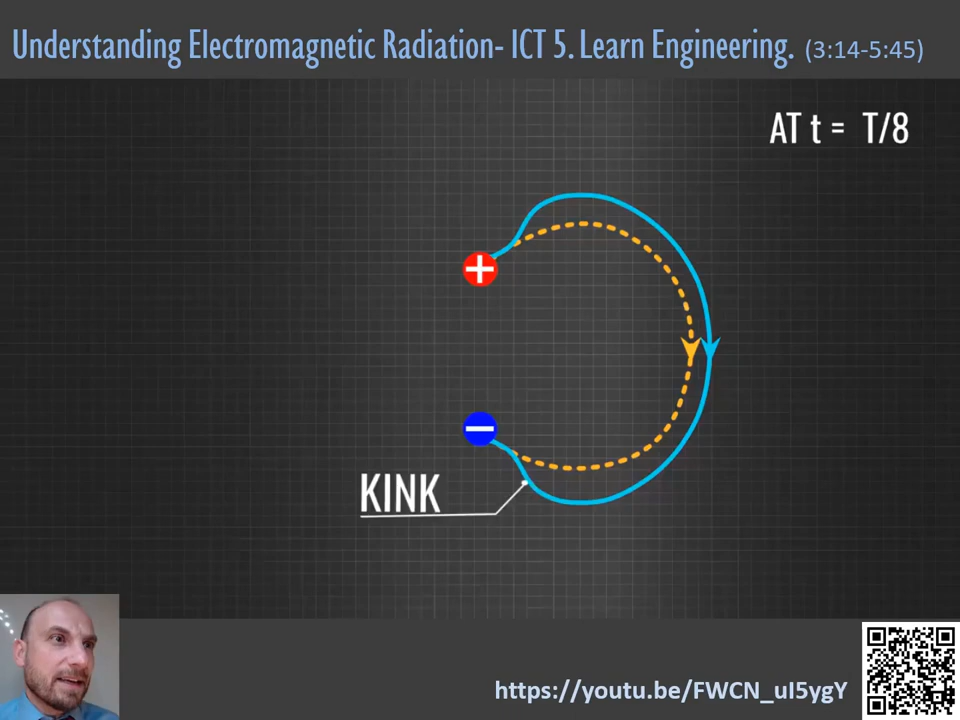 Understanding Electromagnetic Radiation- ICT 5. Learn Engineering. (3:14-5:45)
AT t = T/8
+
−
KINK
https://youtu.be/FWCN_uI5ygY